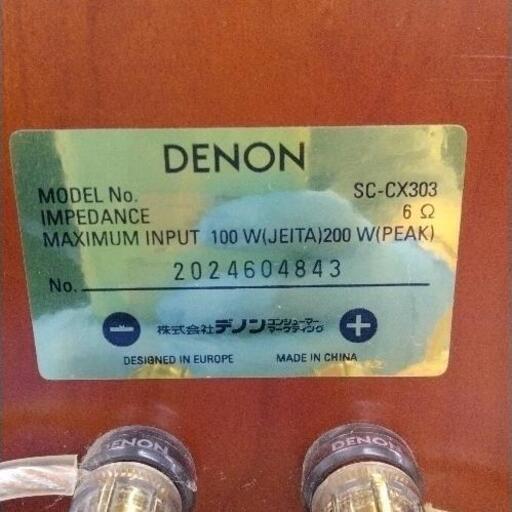 DENON
MODEL No. SC-CX303
IMPEDANCE 6 Ω
MAXIMUM INPUT 100 W(JEITA)200 W(PEAK)
No. 2024604843
− 株式会社デノン コンシューマーマーケティング +
DESIGNED IN EUROPE MADE IN CHINA
DENON DENON